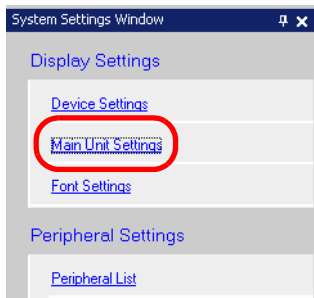 System Settings Window
Display Settings
Device Settings
Main Unit Settings
Font Settings
Peripheral Settings
Peripheral List